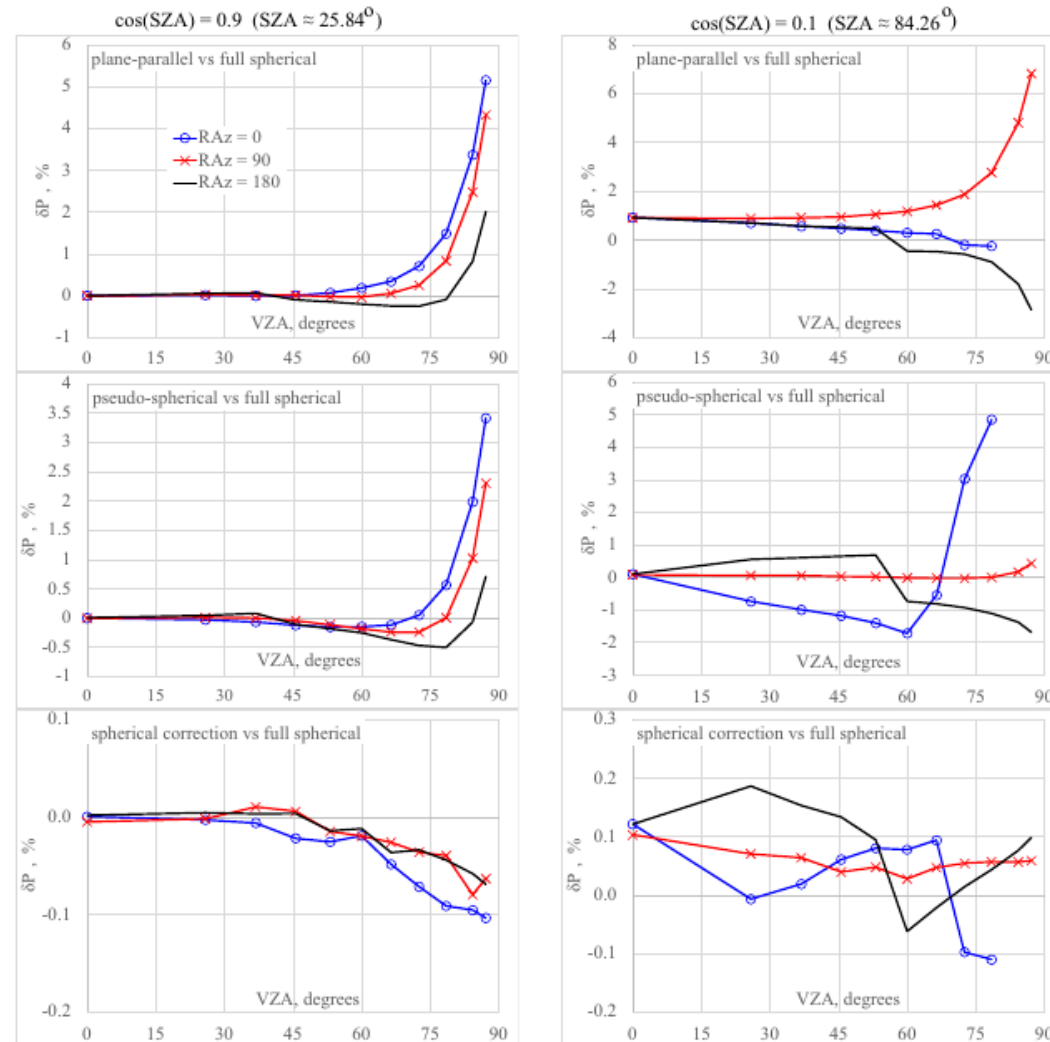 cos(SZA) = 0.9 (SZA ≈ 25.84o)
plane-parallel vs full spherical
6
5
4
3
2
1
0
-1
δP , %
RAz = 0
RAz = 90
RAz = 180
VZA, degrees
0 15 30 45 60 75 90
cos(SZA) = 0.1 (SZA ≈ 84.26o)
plane-parallel vs full spherical
8
6
4
2
0
-2
-4
δP , %
VZA, degrees
0 15 30 45 60 75 90
pseudo-spherical vs full spherical
4
3.5
3
2.5
2
1.5
1
0.5
0
-0.5
-1
δP , %
VZA, degrees
0 15 30 45 60 75 90
pseudo-spherical vs full spherical
6
5
4
3
2
1
0
-1
-2
-3
δP , %
VZA, degrees
0 15 30 45 60 75 90
spherical correction vs full spherical
0.1
0.0
-0.1
-0.2
δP , %
VZA, degrees
0 15 30 45 60 75 90
spherical correction vs full spherical
0.3
0.2
0.1
0.0
-0.1
-0.2
δP , %
VZA, degrees
0 15 30 45 60 75 90